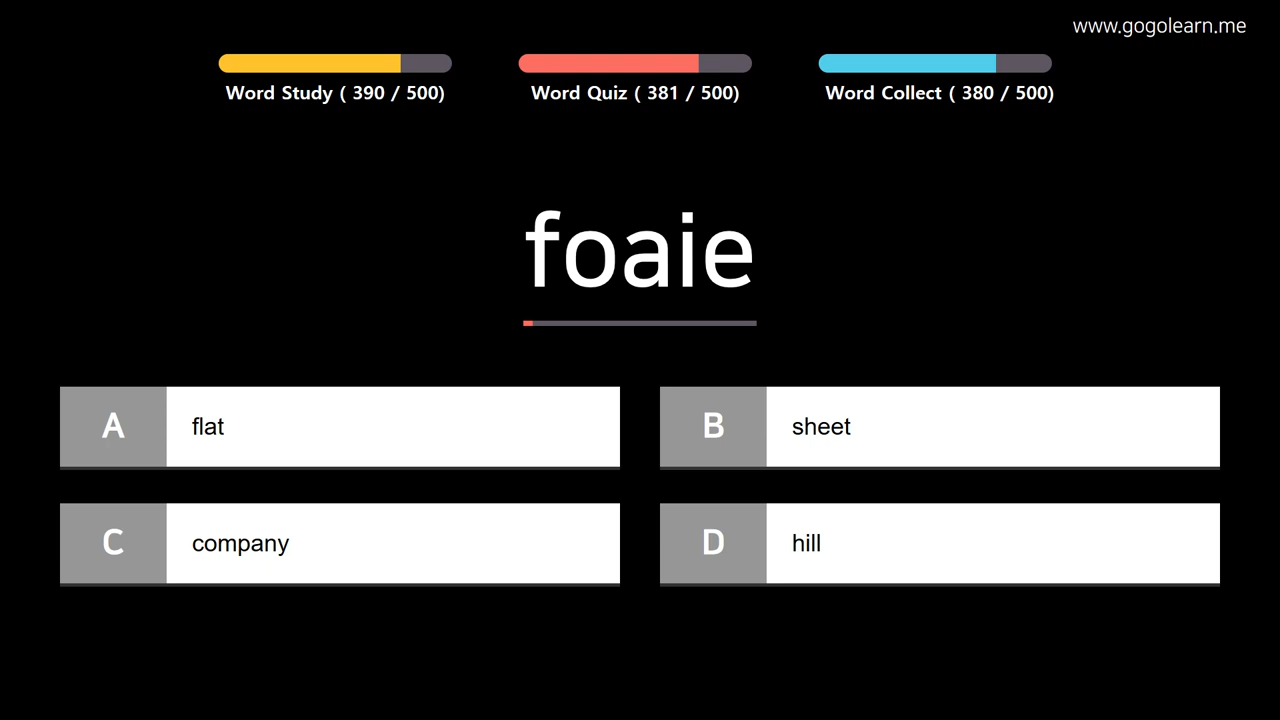 www.gogolearn.me
Word Study ( 390 / 500)
Word Quiz ( 381 / 500)
Word Collect ( 380 / 500)
foaie
A flat
B sheet
C company
D hill